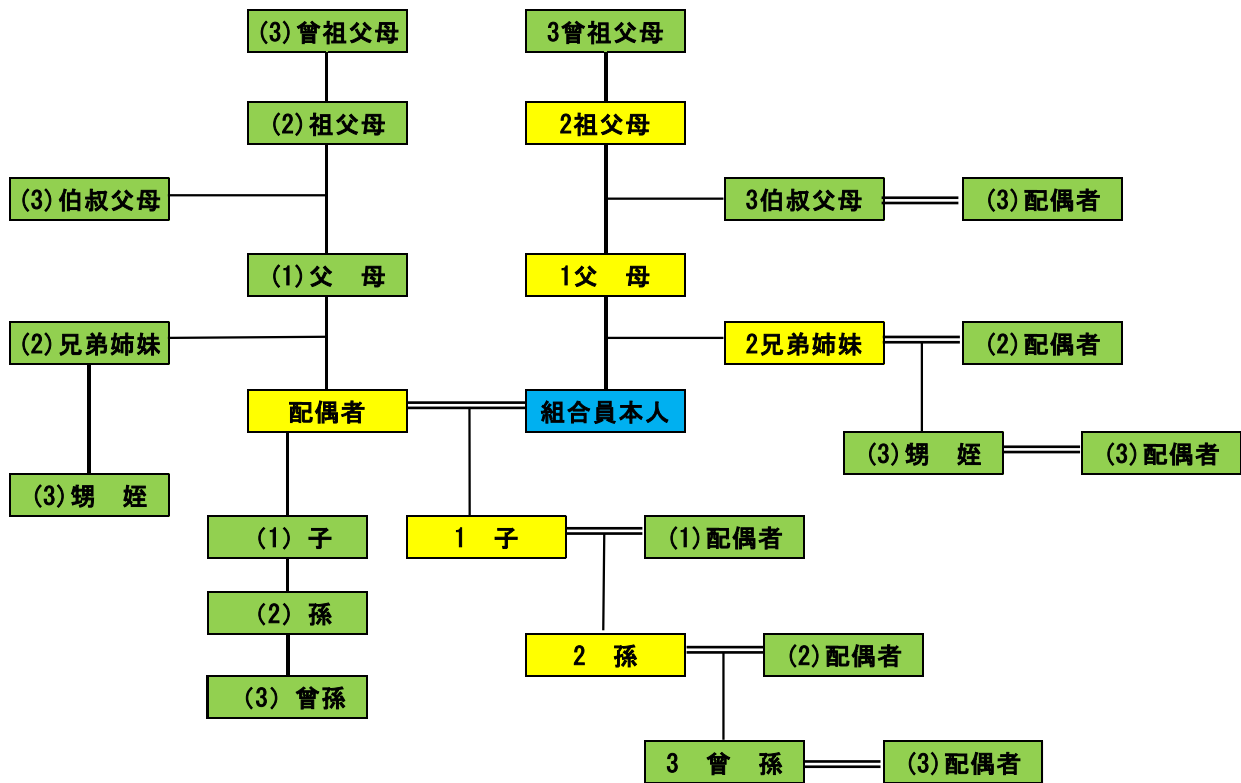 (3)曾祖父母
3曾祖父母
(2)祖父母
2祖父母
(3)伯叔父母
3伯叔父母
(3)配偶者
(1)父　母
1父　母
(2)兄弟姉妹
2兄弟姉妹
(2)配偶者
配偶者
組合員本人
(3)甥　姪
(3)配偶者
(3)甥　姪
(1) 子
1　子
(1)配偶者
(2) 孫
2　孫
(2)配偶者
(3) 曾孫
3　曾　孫
(3)配偶者